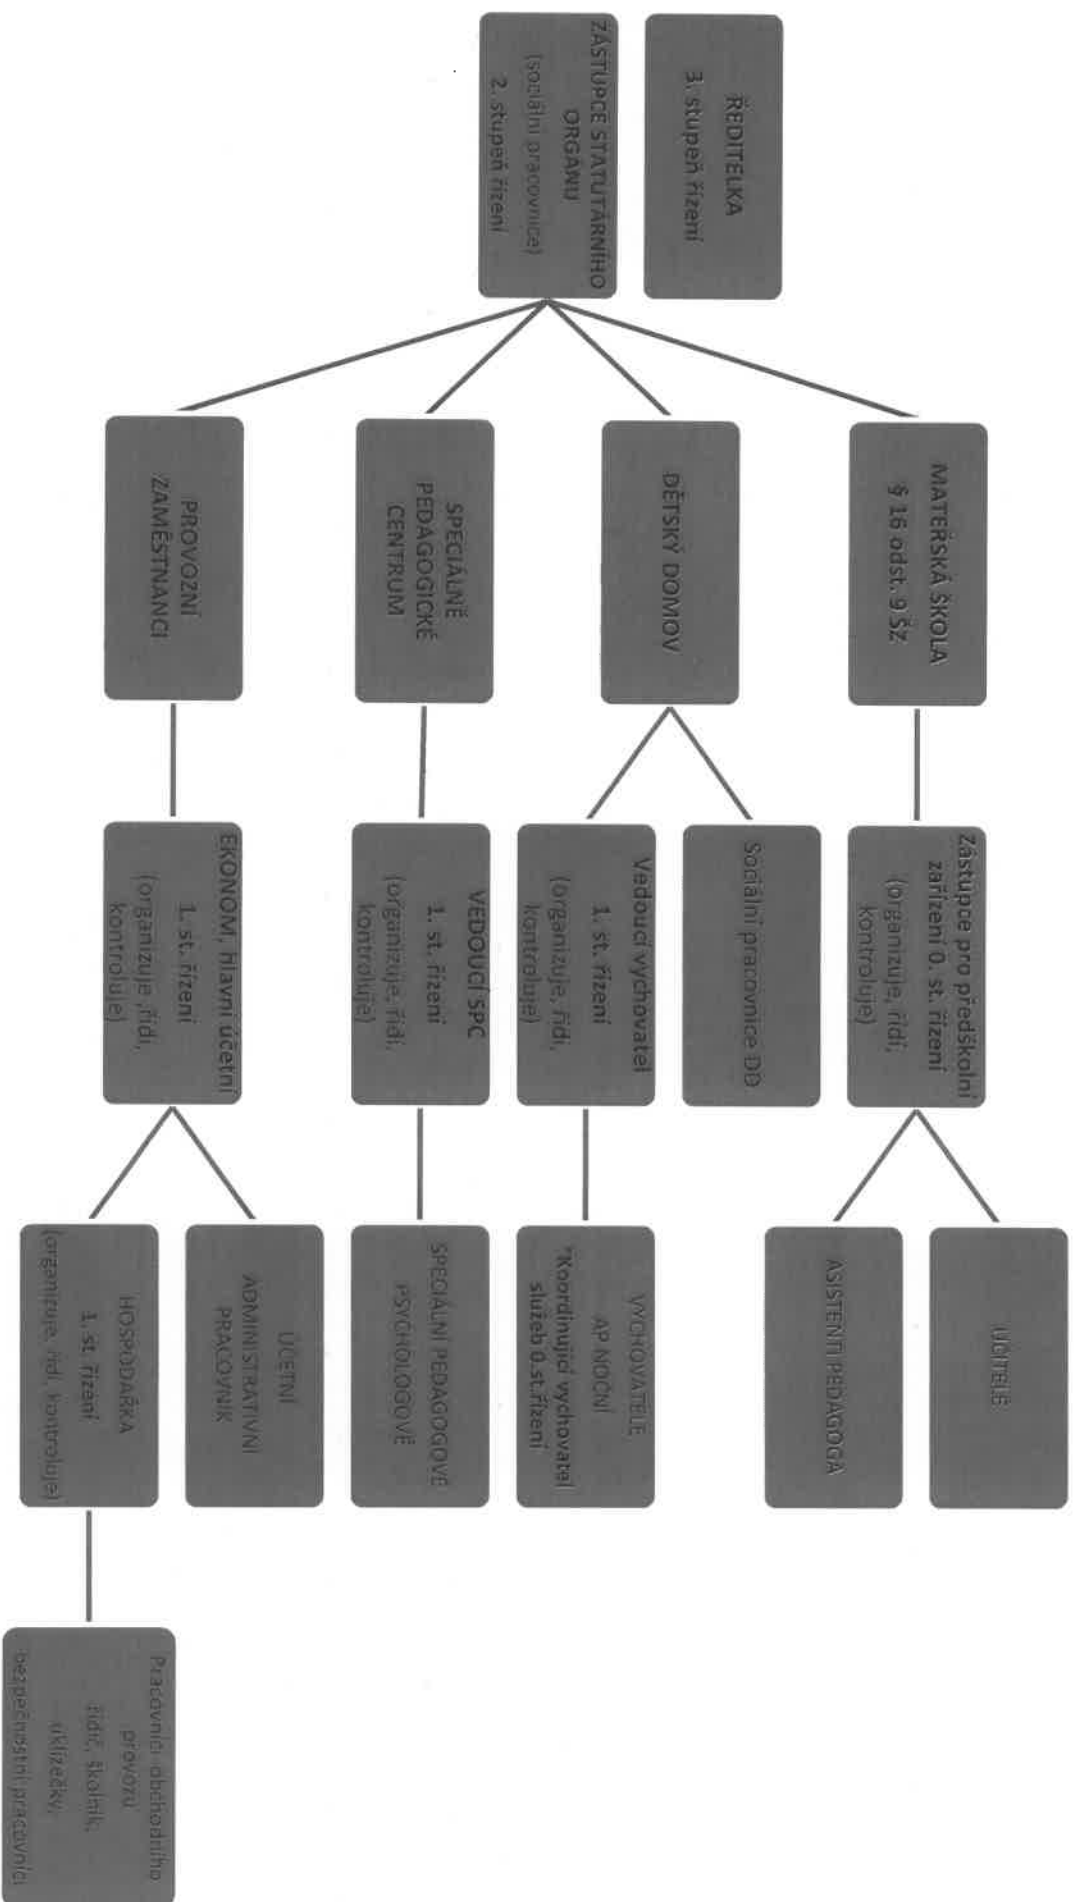 ŘEDITELKA
3. stupeň řízení
ZÁSTUPCE STATUTÁRNÍHO
ORGÁNU
(sociální pracovnice)
2. stupeň řízení
MATEŘSKÁ ŠKOLA
§ 16 odst. 9 ŠZ
DĚTSKÝ DOMOV
SPECIÁLNĚ
PEDAGOGICKÉ
CENTRUM
PROVOZNÍ
ZAMĚSTNANCI
Zástupce pro předškolní
zařízení 0. st. řízení
(organizuje, řídí,
kontroluje)
Sociální pracovnice DD
Vedoucí vychovatel
1. st. řízení
(organizuje, řídí,
kontroluje)
VEDOUCÍ SPC
1. st. řízení
(organizuje, řídí,
kontroluje)
EKONOM, hlavní účetní
1. st. řízení
(organizuje ,řídí,
kontroluje)
UČITELÉ
ASISTENTI PEDAGOGA
VYCHOVATELÉ
AP NOČNÍ
*Koordinující vychovatel
služeb 0.st.řízení
SPECIÁLNÍ PEDAGOGOVÉ
PSYCHOLOGOVÉ
ÚČETNÍ
ADMINISTRATIVNÍ
PRACOVNÍK
HOSPODÁŘKA
1. st. řízení
(organizuje, řídí, kontroluje)
Pracovníci obchodního
provozu
řidič, školník,
uklízečky,
bezpečnostní pracovníci